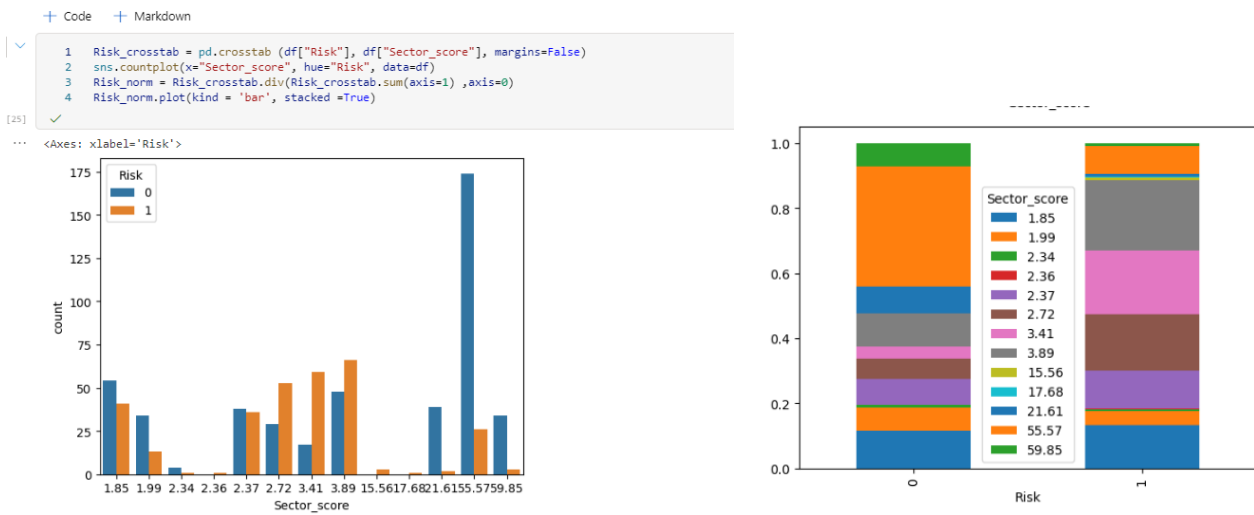 + Code + Markdown
1 Risk_crosstab = pd.crosstab (df["Risk"], df["Sector_score"], margins=False)
2 sns.countplot(x="Sector_score", hue="Risk", data=df)
3 Risk_norm = Risk_crosstab.div(Risk_crosstab.sum(axis=1) ,axis=0)
4 Risk_norm.plot(kind = 'bar', stacked =True)
[25]
... <Axes: xlabel='Risk'>
Risk
0
1
175
150
125
100
75
50
25
0
count
1.85 1.99 2.34 2.36 2.37 2.72 3.41 3.89 15.56 17.68 21.61 55.57 59.85
Sector_score
1.0
0.8
0.6
0.4
0.2
0.0
Sector_score
1.85
1.99
2.34
2.36
2.37
2.72
3.41
3.89
15.56
17.68
21.61
55.57
59.85
0 1
Risk